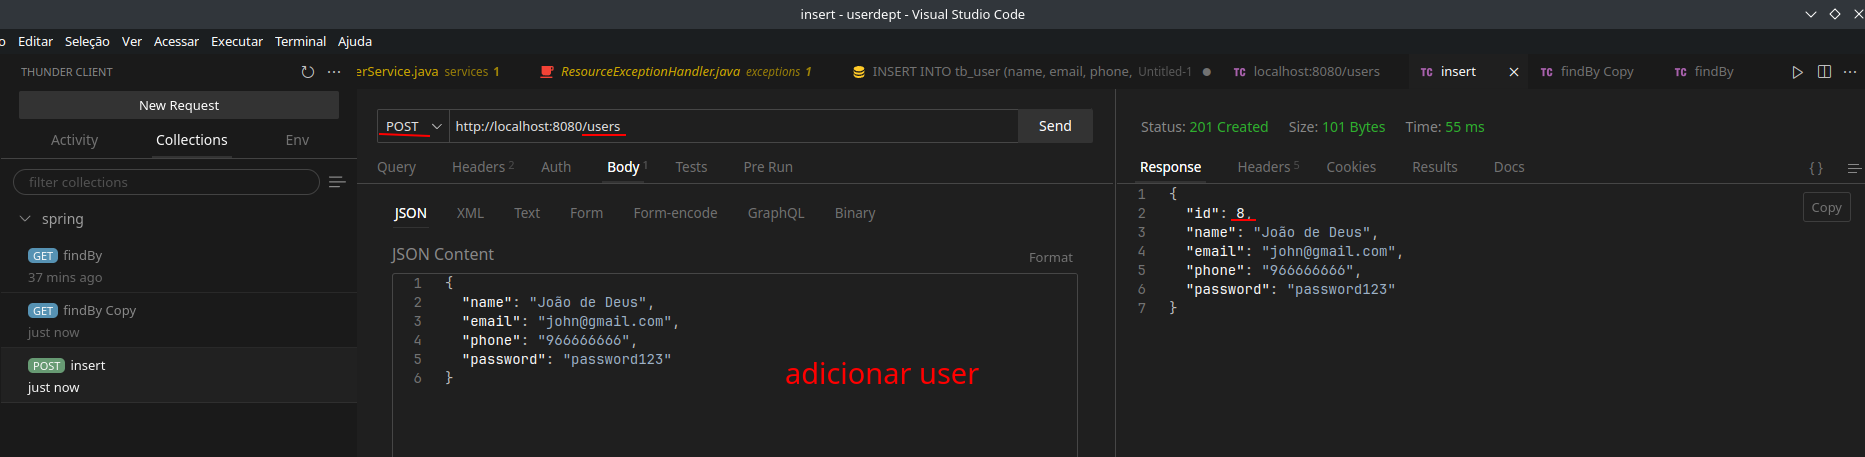 insert - userdept - Visual Studio Code
o Editar Seleção Ver Acessar Executar Terminal Ajuda
THUNDER CLIENT
erService.java services 1
ResourceExceptionHandler.java exceptions 1
INSERT INTO tb_user (name, email, phone, Untitled-1
TC localhost:8080/users
TC insert
TC findBy Copy
TC findBy
New Request
Activity Collections Env
filter collections
spring
GET findBy
37 mins ago
GET findBy Copy
just now
POST insert
just now
POST http://localhost:8080/users Send
Query Headers 2 Auth Body 1 Tests Pre Run
JSON XML Text Form Form-encode GraphQL Binary
JSON Content Format
1 {
2 "name": "João de Deus",
3 "email": "john@gmail.com",
4 "phone": "966666666",
5 "password": "password123"
6 }
adicionar user
Status: 201 Created Size: 101 Bytes Time: 55 ms
Response Headers 5 Cookies Results Docs { }
Copy
1 {
2 "id": 8,
3 "name": "João de Deus",
4 "email": "john@gmail.com",
5 "phone": "966666666",
6 "password": "password123"
7 }